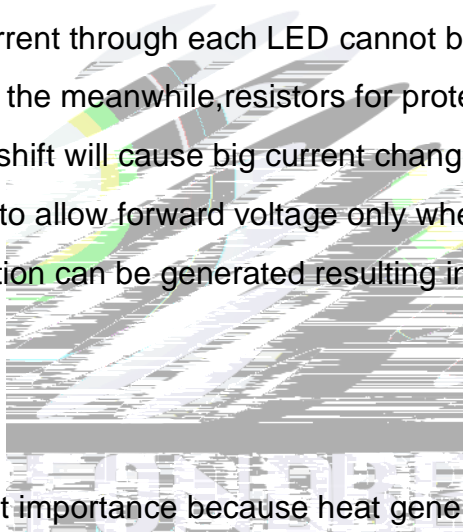 rrent through each LED cannot b
the meanwhile,resistors for prote
shift will cause big current chang
to allow forward voltage only whe
tion can be generated resulting in
t importance because heat gene